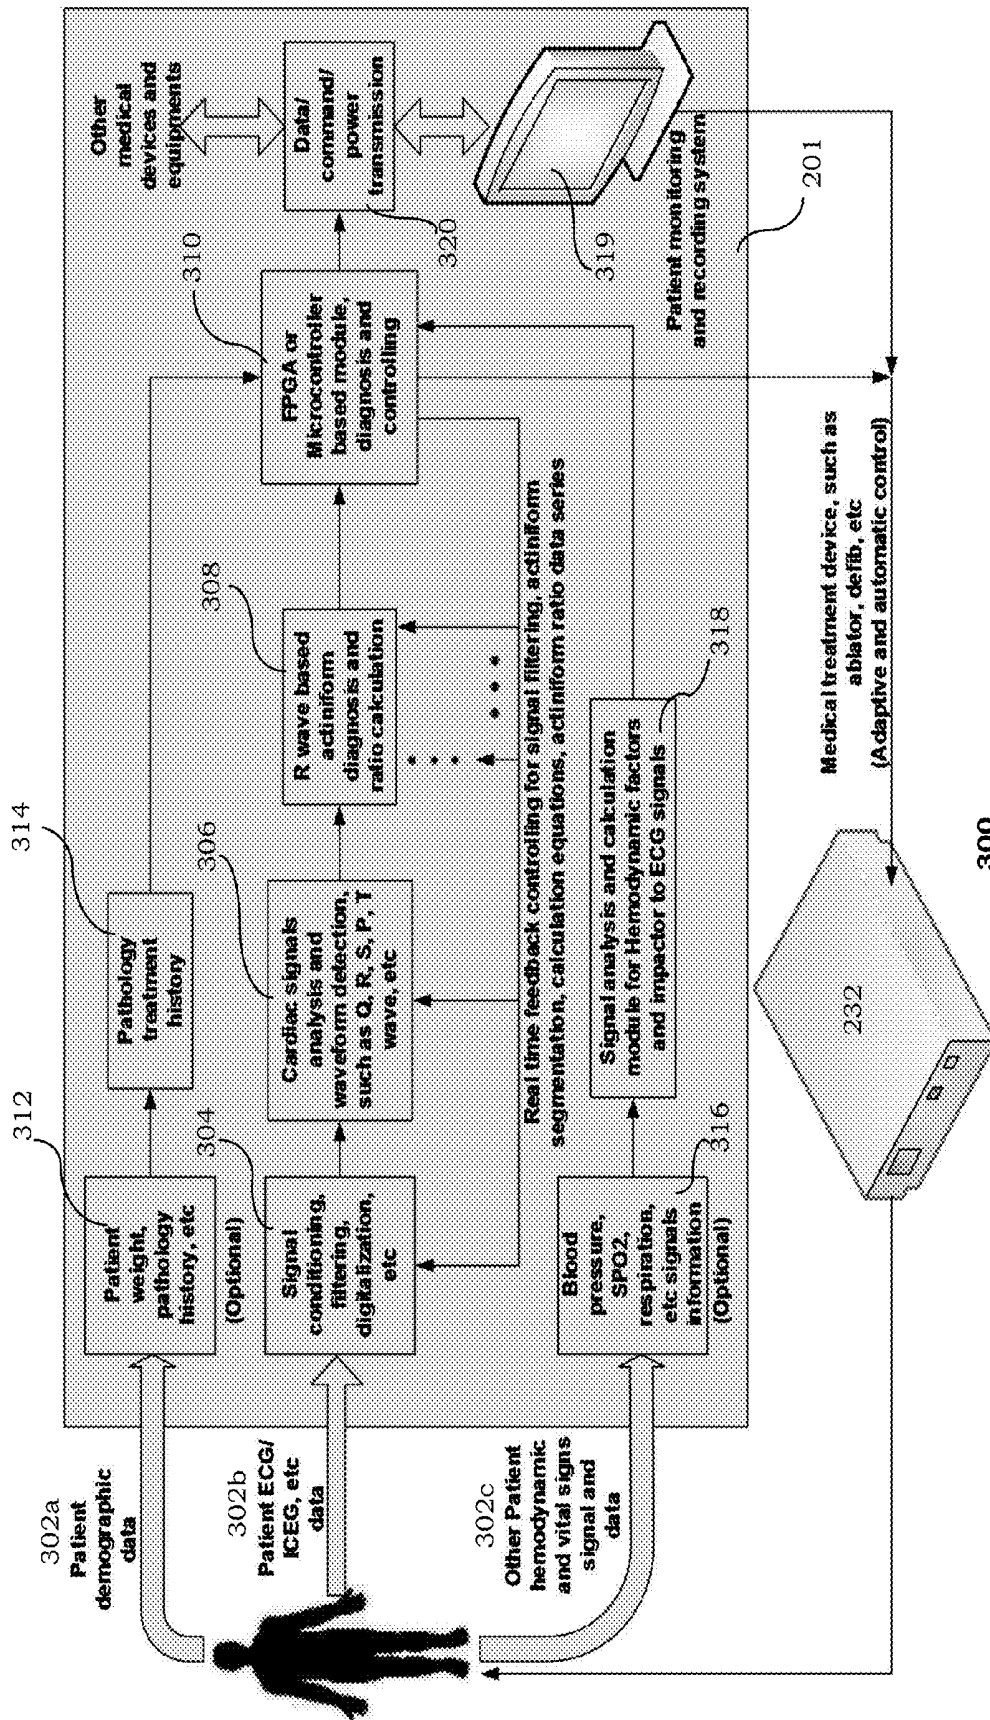 302a
Patient
demographic
data
302b
Patient ECG/
ICEG, etc
data
302c
Other Patient
hemodynamic
and vital signs
signal and
data
312
Patient
weight,
pathology
history, etc
(Optional)
314
Pathology
treatment
history
304
Signal
conditioning,
filtering,
digitalization,
etc
306
Cardiac signals
analysis and
waveform detection,
such as Q, R, S, P, T
wave, etc
308
R wave based
actiniform
diagnosis and
ratio calculation
310
FPGA or
Microcontroller
based module,
diagnosis and
controlling
Other
medical
devices and
equipments
Data/
command/
power
transmission
320
319
Real time feedback controlling for signal filtering, actiniform
segmentation, calculation equations, actiniform ratio data series
Blood
pressure,
SPO2,
respiration,
etc signals
information
(Optional)
316
Signal analysis and calculation
module for Hemodynamic factors
and impactor to ECG signals
318
Patient monitoring
and recording system
201
Medical treatment device, such as
ablator, defib, etc
(Adaptive and automatic control)
232
300